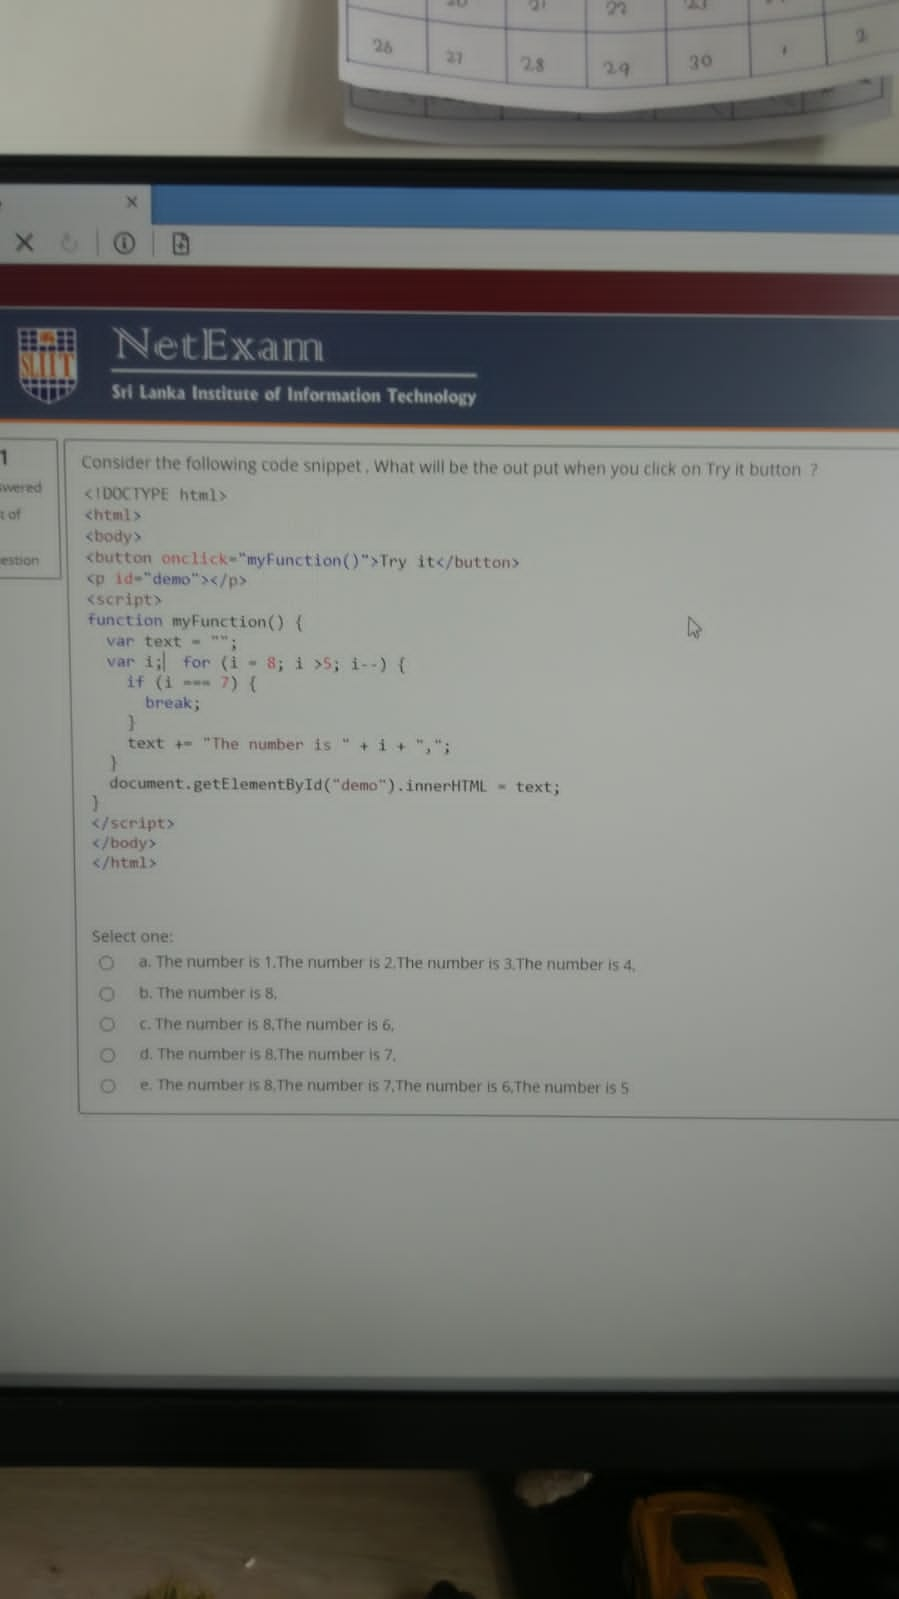 26 27 28 29 30 1 2
SLIIT
NetExam
Sri Lanka Institute of Information Technology
1
Consider the following code snippet . What will be the out put when you click on Try it button ?
<!DOCTYPE html>
<html>
<body>
<button onclick="myFunction()">Try it</button>
<p id="demo"></p>
<script>
function myFunction() {
var text = "";
var i; for (i = 8; i >5; i--) {
if (i === 7) {
break;
}
text += "The number is " + i + ",";
}
document.getElementById("demo").innerHTML = text;
}
</script>
</body>
</html>
Select one:
a. The number is 1,The number is 2,The number is 3,The number is 4,
b. The number is 8,
c. The number is 8,The number is 6,
d. The number is 8,The number is 7,
e. The number is 8,The number is 7,The number is 6,The number is 5